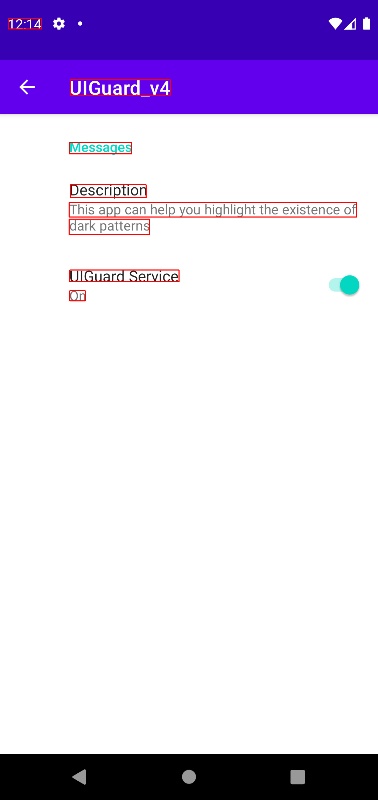 12:14
UIGuard_v4
Messages
Description
This app can help you highlight the existence of
dark patterns
UIGuard Service
On